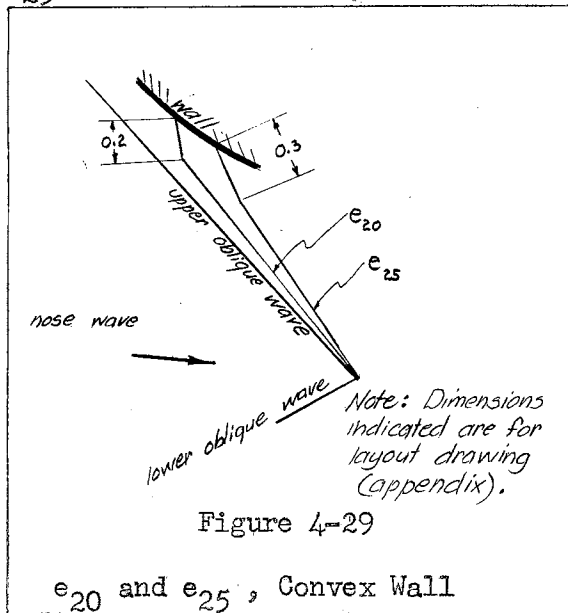 wall
0.2
0.3
upper oblique wave
e20
e25
nose wave
lower oblique wave
Note: Dimensions
indicated are for
layout drawing
(appendix).
Figure 4-29
e20 and e25 , Convex Wall